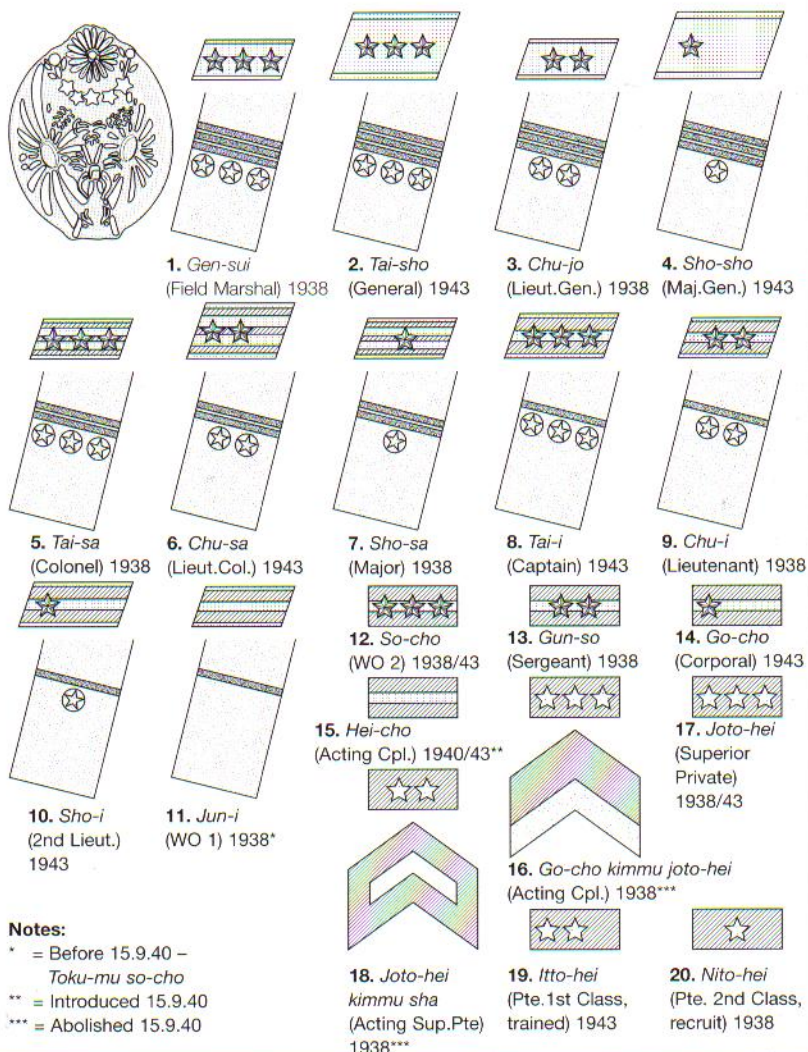 1. Gen-sui
(Field Marshal) 1938
2. Tai-sho
(General) 1943
3. Chu-jo
(Lieut.Gen.) 1938
4. Sho-sho
(Maj.Gen.) 1943
5. Tai-sa
(Colonel) 1938
6. Chu-sa
(Lieut.Col.) 1943
7. Sho-sa
(Major) 1938
8. Tai-i
(Captain) 1943
9. Chu-i
(Lieutenant) 1938
10. Sho-i
(2nd Lieut.)
1943
11. Jun-i
(WO 1) 1938*
12. So-cho
(WO 2) 1938/43
13. Gun-so
(Sergeant) 1938
14. Go-cho
(Corporal) 1943
15. Hei-cho
(Acting Cpl.) 1940/43**
16. Go-cho kimmu joto-hei
(Acting Cpl.) 1938***
17. Joto-hei
(Superior
Private)
1938/43
18. Joto-hei
kimmu sha
(Acting Sup.Pte)
1938***
19. Itto-hei
(Pte.1st Class,
trained) 1943
20. Nito-hei
(Pte. 2nd Class,
recruit) 1938
Notes:
* = Before 15.9.40 –
Toku-mu so-cho
** = Introduced 15.9.40
*** = Abolished 15.9.40